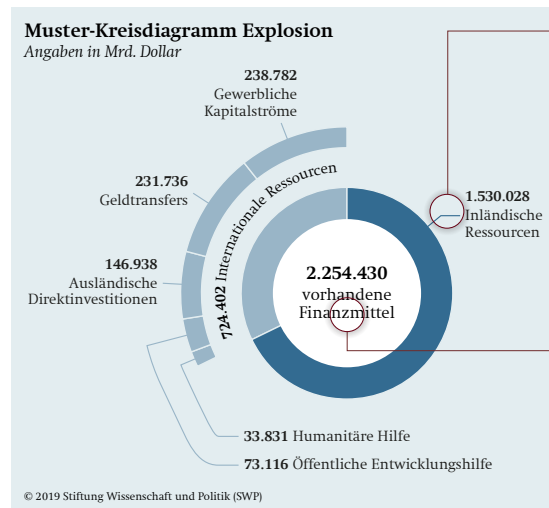 Muster-Kreisdiagramm Explosion
Angaben in Mrd. Dollar
238.782
Gewerbliche
Kapitalströme
231.736
Geldtransfers
146.938
Ausländische
Direktinvestitionen
724.402 Internationale Ressourcen
1.530.028
Inländische
Ressourcen
2.254.430
vorhandene
Finanzmittel
33.831 Humanitäre Hilfe
73.116 Öffentliche Entwicklungshilfe
© 2019 Stiftung Wissenschaft und Politik (SWP)